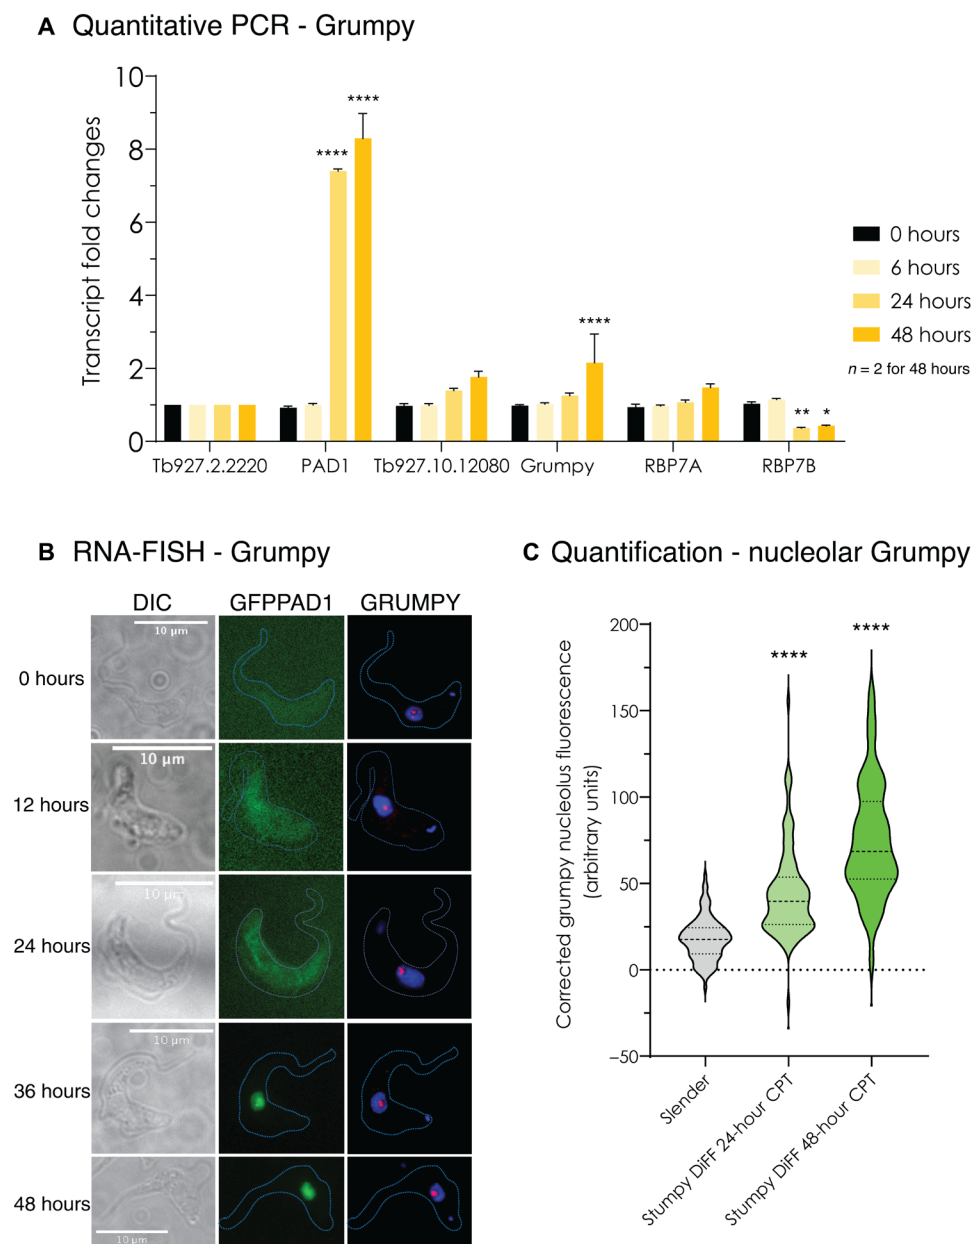 A Quantitative PCR - Grumpy
10
8
6
4
2
0
Transcript fold changes
****
****
****
**
*
0 hours
6 hours
24 hours
48 hours
n = 2 for 48 hours
Tb927.2.2220
PAD1
Tb927.10.12080
Grumpy
RBP7A
RBP7B
B RNA-FISH - Grumpy
DIC
GFPPAD1
GRUMPY
0 hours
10 µm
12 hours
10 µm
24 hours
10 µm
36 hours
10 µm
48 hours
10 µm
C Quantification - nucleolar Grumpy
200
150
100
50
0
−50
Corrected grumpy nucleolus fluorescence
(arbitrary units)
****
****
Slender
Stumpy DiFF 24-hour CPT
Stumpy DiFF 48-hour CPT